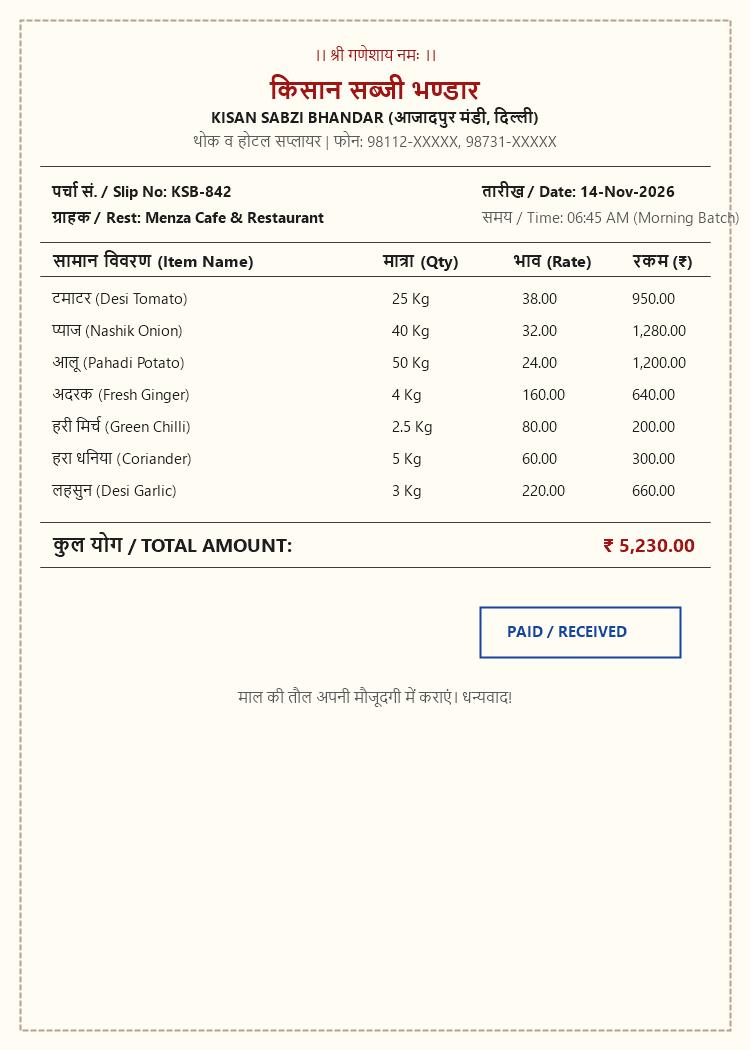 ।। श्री गणेशाय नमः ।।
किसान सब्जी भण्डार
KISAN SABZI BHANDAR (आजादपुर मंडी, दिल्ली)
थोक व होटल सप्लायर | फोन: 98112-XXXXX, 98731-XXXXX
पर्चा सं. / Slip No: KSB-842 तारीख / Date: 14-Nov-2026
ग्राहक / Rest: Menza Cafe & Restaurant समय / Time: 06:45 AM (Morning Batch)
सामान विवरण (Item Name) मात्रा (Qty) भाव (Rate) रकम (₹)
टमाटर (Desi Tomato) 25 Kg 38.00 950.00
प्याज (Nashik Onion) 40 Kg 32.00 1,280.00
आलू (Pahadi Potato) 50 Kg 24.00 1,200.00
अदरक (Fresh Ginger) 4 Kg 160.00 640.00
हरी मिर्च (Green Chilli) 2.5 Kg 80.00 200.00
हरा धनिया (Coriander) 5 Kg 60.00 300.00
लहसुन (Desi Garlic) 3 Kg 220.00 660.00
कुल योग / TOTAL AMOUNT: ₹ 5,230.00
PAID / RECEIVED
माल की तौल अपनी मौजूदगी में कराएं। धन्यवाद!